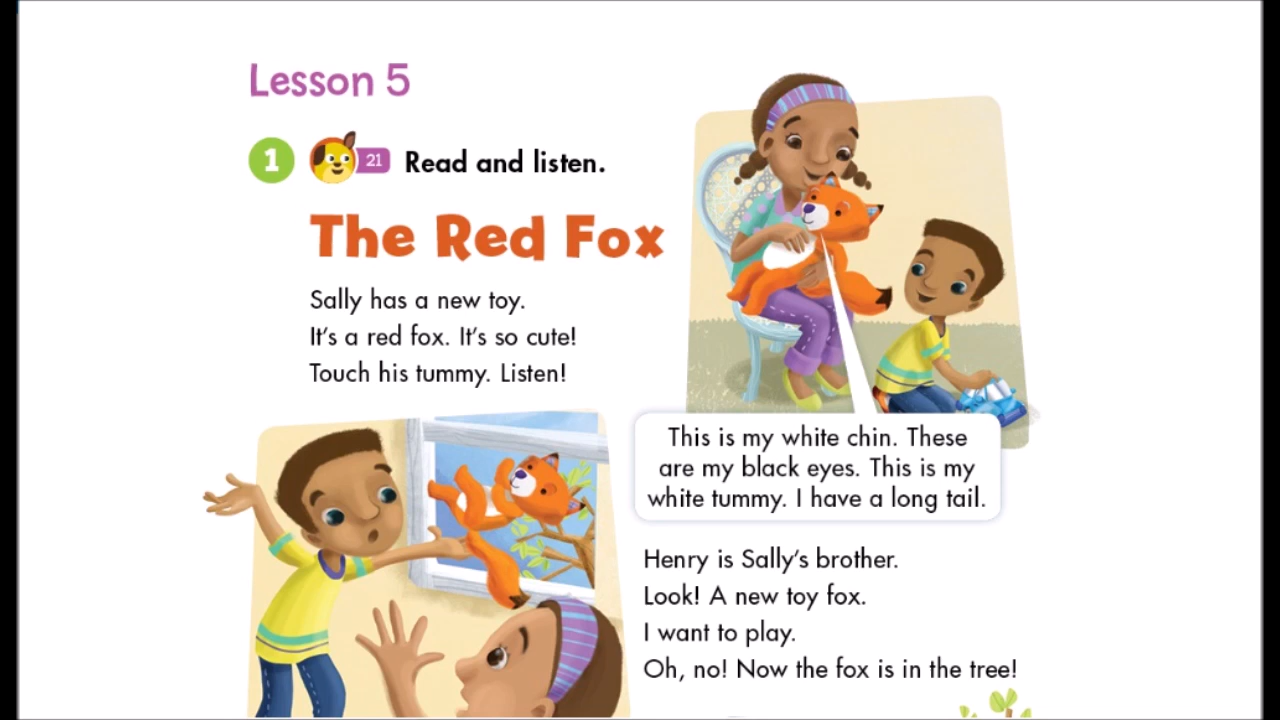 Lesson 5
1 21 Read and listen.
The Red Fox
Sally has a new toy.
It's a red fox. It's so cute!
Touch his tummy. Listen!
This is my white chin. These
are my black eyes. This is my
white tummy. I have a long tail.
Henry is Sally's brother.
Look! A new toy fox.
I want to play.
Oh, no! Now the fox is in the tree!